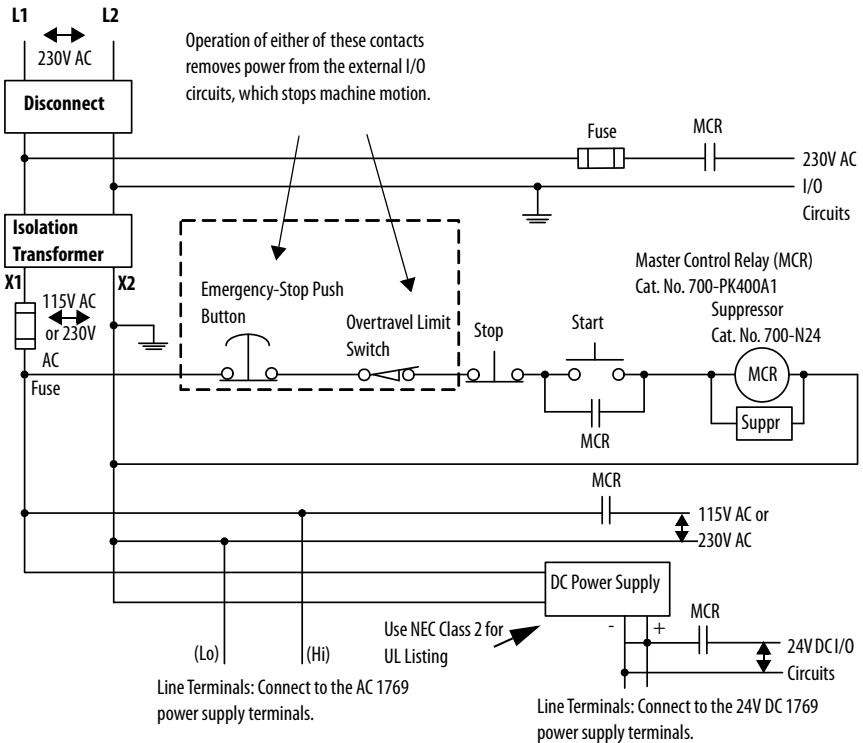 L1
L2
230V AC
Disconnect
Operation of either of these contacts
removes power from the external I/O
circuits, which stops machine motion.
Fuse
MCR
230V AC
I/O
Circuits
Isolation
Transformer
X1
X2
115V AC
or 230V
AC
Fuse
Emergency-Stop Push
Button
Overtravel Limit
Switch
Stop
Start
MCR
Master Control Relay (MCR)
Cat. No. 700-PK400A1
Suppressor
Cat. No. 700-N24
MCR
Suppr
MCR
115V AC or
230V AC
DC Power Supply
-
+
MCR
24V DC I/O
Circuits
Use NEC Class 2 for
UL Listing
(Lo)
(Hi)
Line Terminals: Connect to the AC 1769
power supply terminals.
Line Terminals: Connect to the 24V DC 1769
power supply terminals.